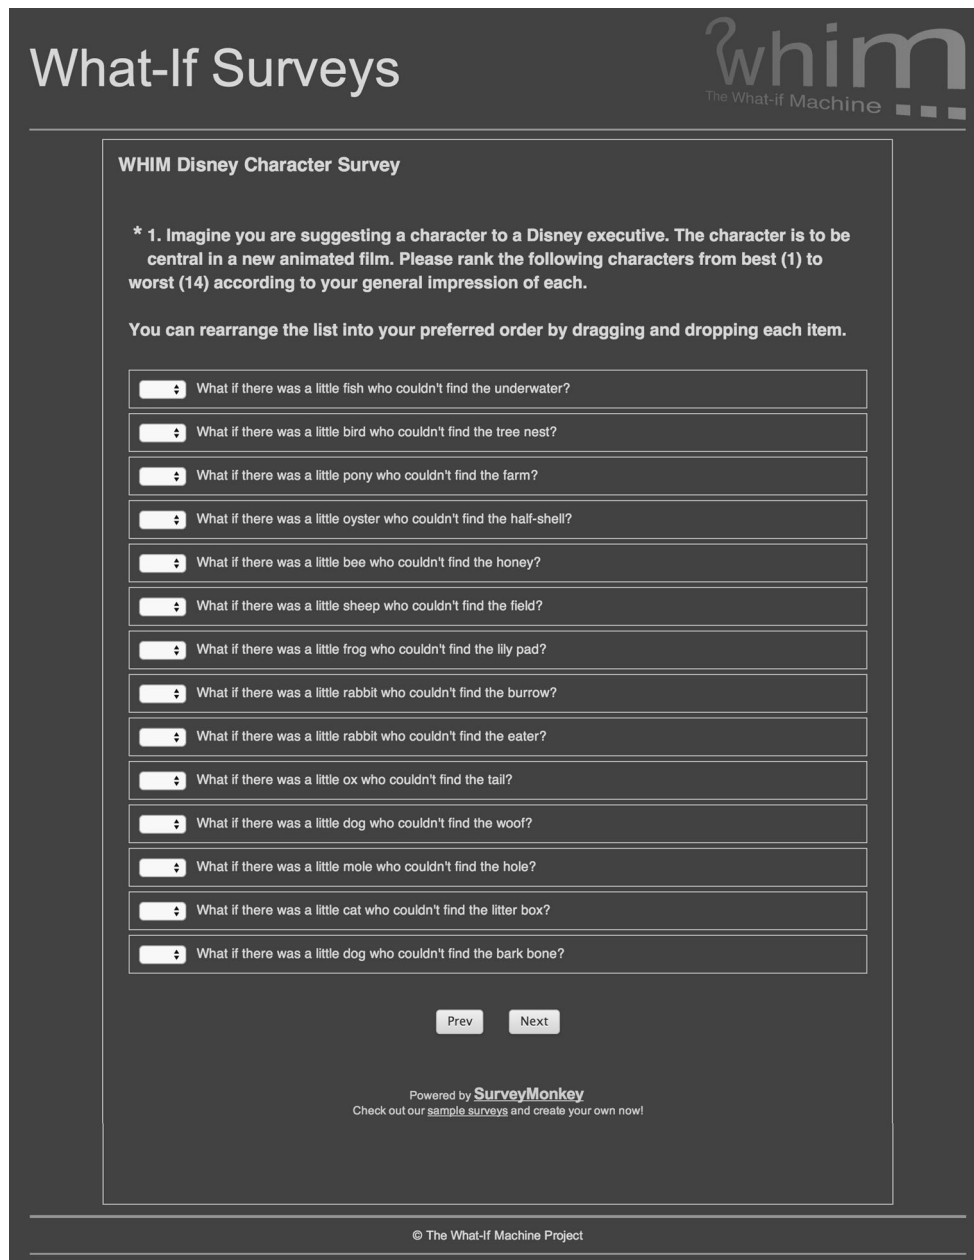 What-If Surveys
?whim
The What-if Machine ...
WHIM Disney Character Survey
* 1. Imagine you are suggesting a character to a Disney executive. The character is to be
central in a new animated film. Please rank the following characters from best (1) to
worst (14) according to your general impression of each.
You can rearrange the list into your preferred order by dragging and dropping each item.
What if there was a little fish who couldn't find the underwater?
What if there was a little bird who couldn't find the tree nest?
What if there was a little pony who couldn't find the farm?
What if there was a little oyster who couldn't find the half-shell?
What if there was a little bee who couldn't find the honey?
What if there was a little sheep who couldn't find the field?
What if there was a little frog who couldn't find the lily pad?
What if there was a little rabbit who couldn't find the burrow?
What if there was a little rabbit who couldn't find the eater?
What if there was a little ox who couldn't find the tail?
What if there was a little dog who couldn't find the woof?
What if there was a little mole who couldn't find the hole?
What if there was a little cat who couldn't find the litter box?
What if there was a little dog who couldn't find the bark bone?
Prev Next
Powered by SurveyMonkey
Check out our sample surveys and create your own now!
© The What-If Machine Project